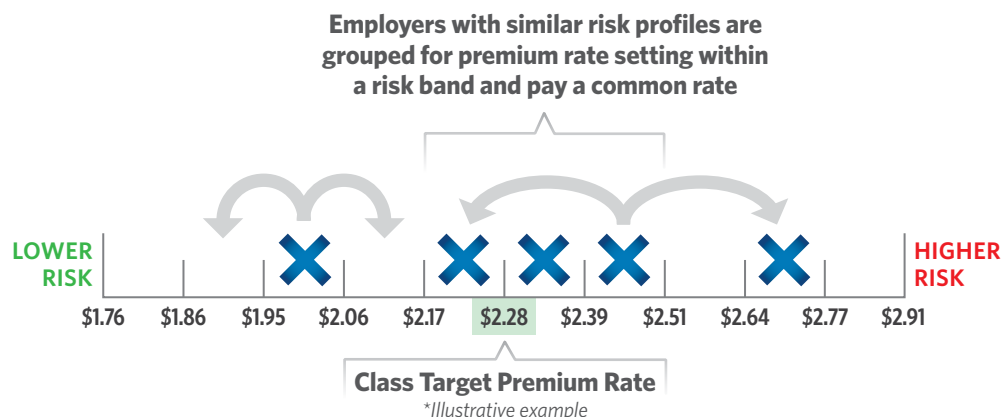 Employers with similar risk profiles are
grouped for premium rate setting within
a risk band and pay a common rate
LOWER
RISK
HIGHER
RISK
$1.76 $1.86 $1.95 $2.06 $2.17 $2.28 $2.39 $2.51 $2.64 $2.77 $2.91
Class Target Premium Rate
*Illustrative example